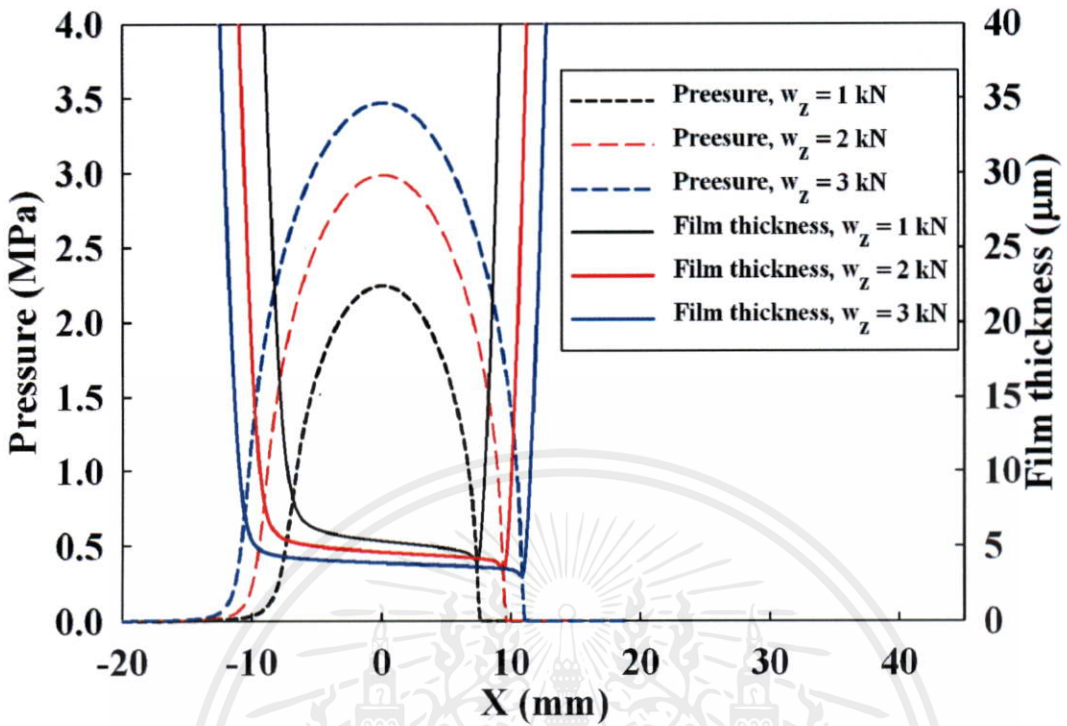 4.0
3.5
3.0
2.5
2.0
1.5
1.0
0.5
0.0
Pressure (MPa)
-20
-10
0
10
20
30
40
X (mm)
40
35
30
25
20
15
10
5
0
Film thickness (µm)
Preesure, w_z = 1 kN
Preesure, w_z = 2 kN
Preesure, w_z = 3 kN
Film thickness, w_z = 1 kN
Film thickness, w_z = 2 kN
Film thickness, w_z = 3 kN